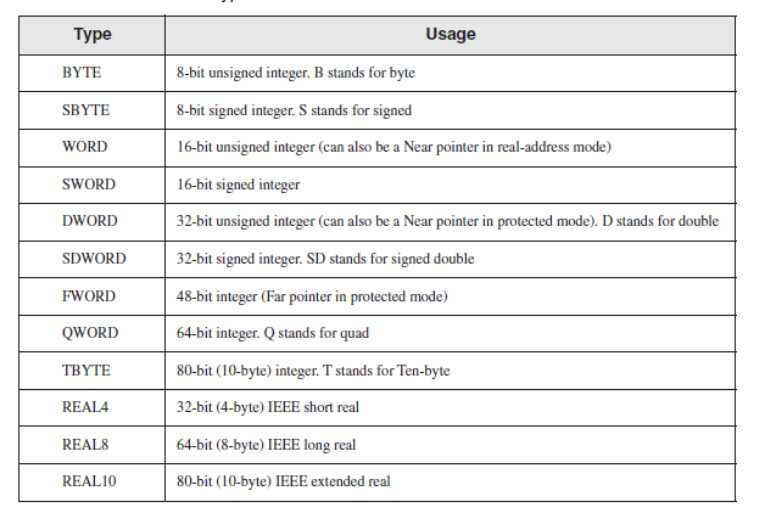 Type Usage
BYTE 8-bit unsigned integer. B stands for byte
SBYTE 8-bit signed integer. S stands for signed
WORD 16-bit unsigned integer (can also be a Near pointer in real-address mode)
SWORD 16-bit signed integer
DWORD 32-bit unsigned integer (can also be a Near pointer in protected mode). D stands for double
SDWORD 32-bit signed integer. SD stands for signed double
FWORD 48-bit integer (Far pointer in protected mode)
QWORD 64-bit integer. Q stands for quad
TBYTE 80-bit (10-byte) integer. T stands for Ten-byte
REAL4 32-bit (4-byte) IEEE short real
REAL8 64-bit (8-byte) IEEE long real
REAL10 80-bit (10-byte) IEEE extended real